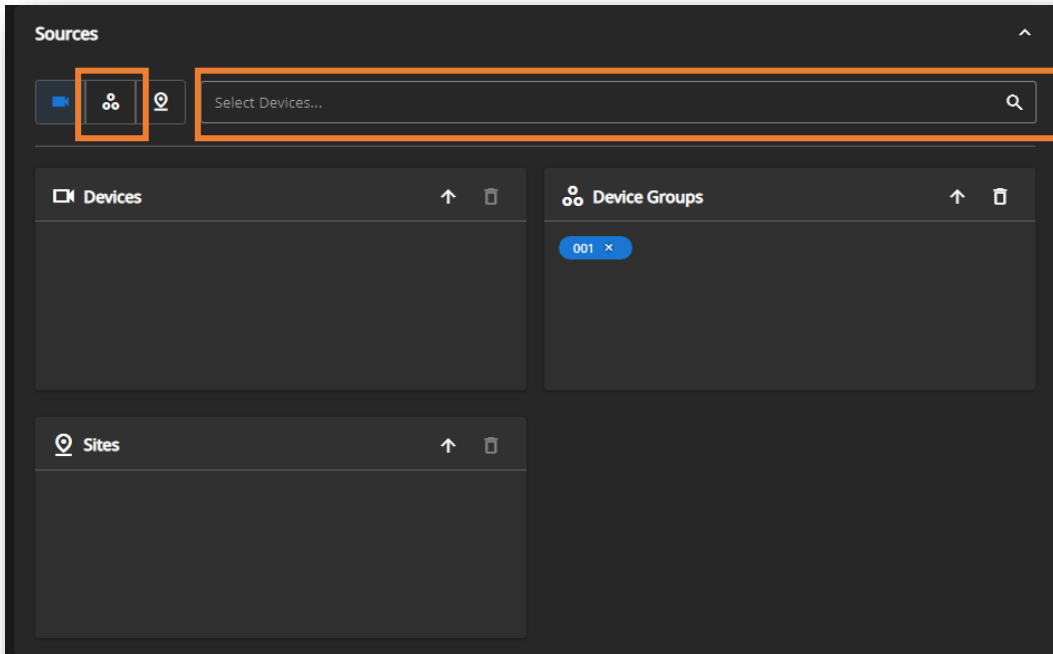 Sources
Select Devices...
Devices
Device Groups
001 ×
Sites